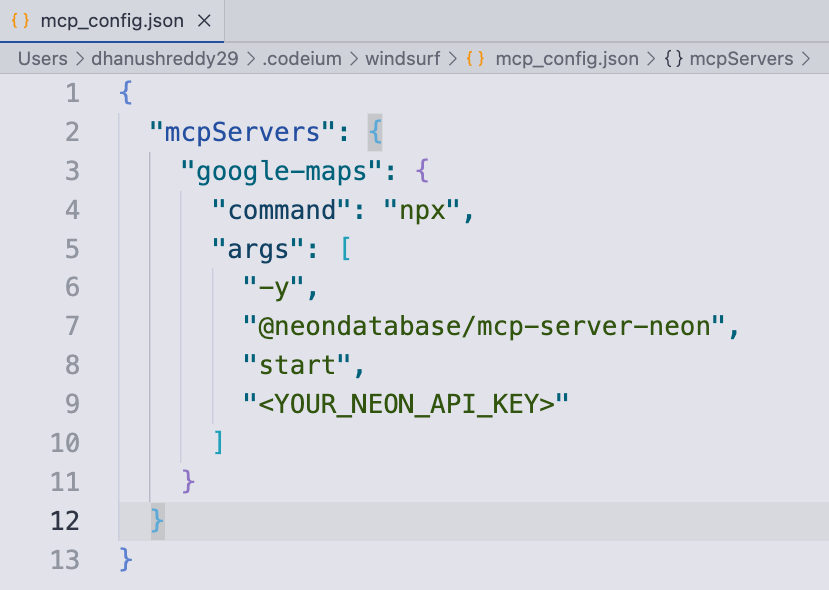 {} mcp_config.json ×
Users > dhanushreddy29 > .codeium > windsurf > {} mcp_config.json > {} mcpServers >
1 {
2 "mcpServers": {
3 "google-maps": {
4 "command": "npx",
5 "args": [
6 "-y",
7 "@neondatabase/mcp-server-neon",
8 "start",
9 "<YOUR_NEON_API_KEY>"
10 ]
11 }
12 }
13 }